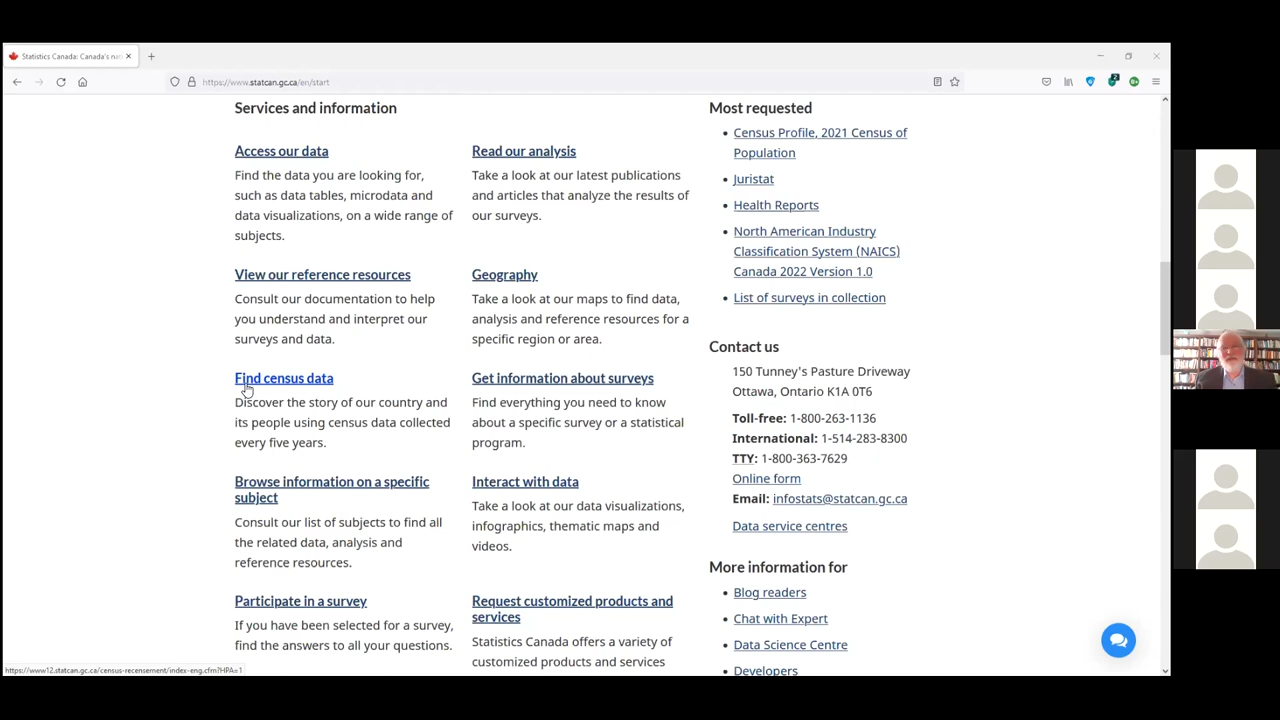 Statistics Canada: Canada's nat
https://www.statcan.gc.ca/en/start
Services and information
Access our data
Find the data you are looking for,
such as data tables, microdata and
data visualizations, on a wide range of
subjects.
Read our analysis
Take a look at our latest publications
and articles that analyze the results of
our surveys.
View our reference resources
Consult our documentation to help
you understand and interpret our
surveys and data.
Geography
Take a look at our maps to find data,
analysis and reference resources for a
specific region or area.
Find census data
Discover the story of our country and
its people using census data collected
every five years.
Get information about surveys
Find everything you need to know
about a specific survey or a statistical
program.
Browse information on a specific
subject
Consult our list of subjects to find all
the related data, analysis and
reference resources.
Interact with data
Take a look at our data visualizations,
infographics, thematic maps and
videos.
Participate in a survey
If you have been selected for a survey,
find the answers to all your questions.
Request customized products and
services
Statistics Canada offers a variety of
customized products and services
Most requested
Census Profile, 2021 Census of
Population
Juristat
Health Reports
North American Industry
Classification System (NAICS)
Canada 2022 Version 1.0
List of surveys in collection
Contact us
150 Tunney's Pasture Driveway
Ottawa, Ontario K1A 0T6
Toll-free: 1-800-263-1136
International: 1-514-283-8300
TTY: 1-800-363-7629
Online form
Email: infostats@statcan.gc.ca
Data service centres
More information for
Blog readers
Chat with Expert
Data Science Centre
Developers
https://www12.statcan.gc.ca/census-recensement/index-eng.cfm?HPA=1